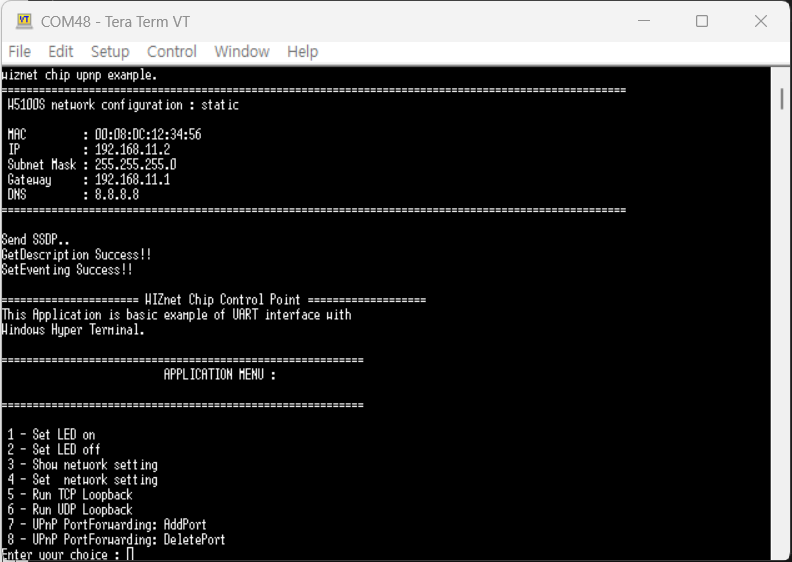 COM48 - Tera Term VT
File Edit Setup Control Window Help
wiznet chip upnp example.
====================================================================================================
W5100S network configuration : static
MAC         : 00:08:DC:12:34:56
IP          : 192.168.11.2
Subnet Mask : 255.255.255.0
Gateway     : 192.168.11.1
DNS         : 8.8.8.8
====================================================================================================
Send SSDP..
GetDescription Success!!
SetEventing Success!!
====================== WIZnet Chip Control Point ===================
This Application is basic example of UART interface with
Windows Hyper Terminal.
==========================================================
APPLICATION MENU :
==========================================================
1 - Set LED on
2 - Set LED off
3 - Show network setting
4 - Set  network setting
5 - Run TCP Loopback
6 - Run UDP Loopback
7 - UPnP PortForwarding: AddPort
8 - UPnP PortForwarding: DeletePort
Enter your choice :